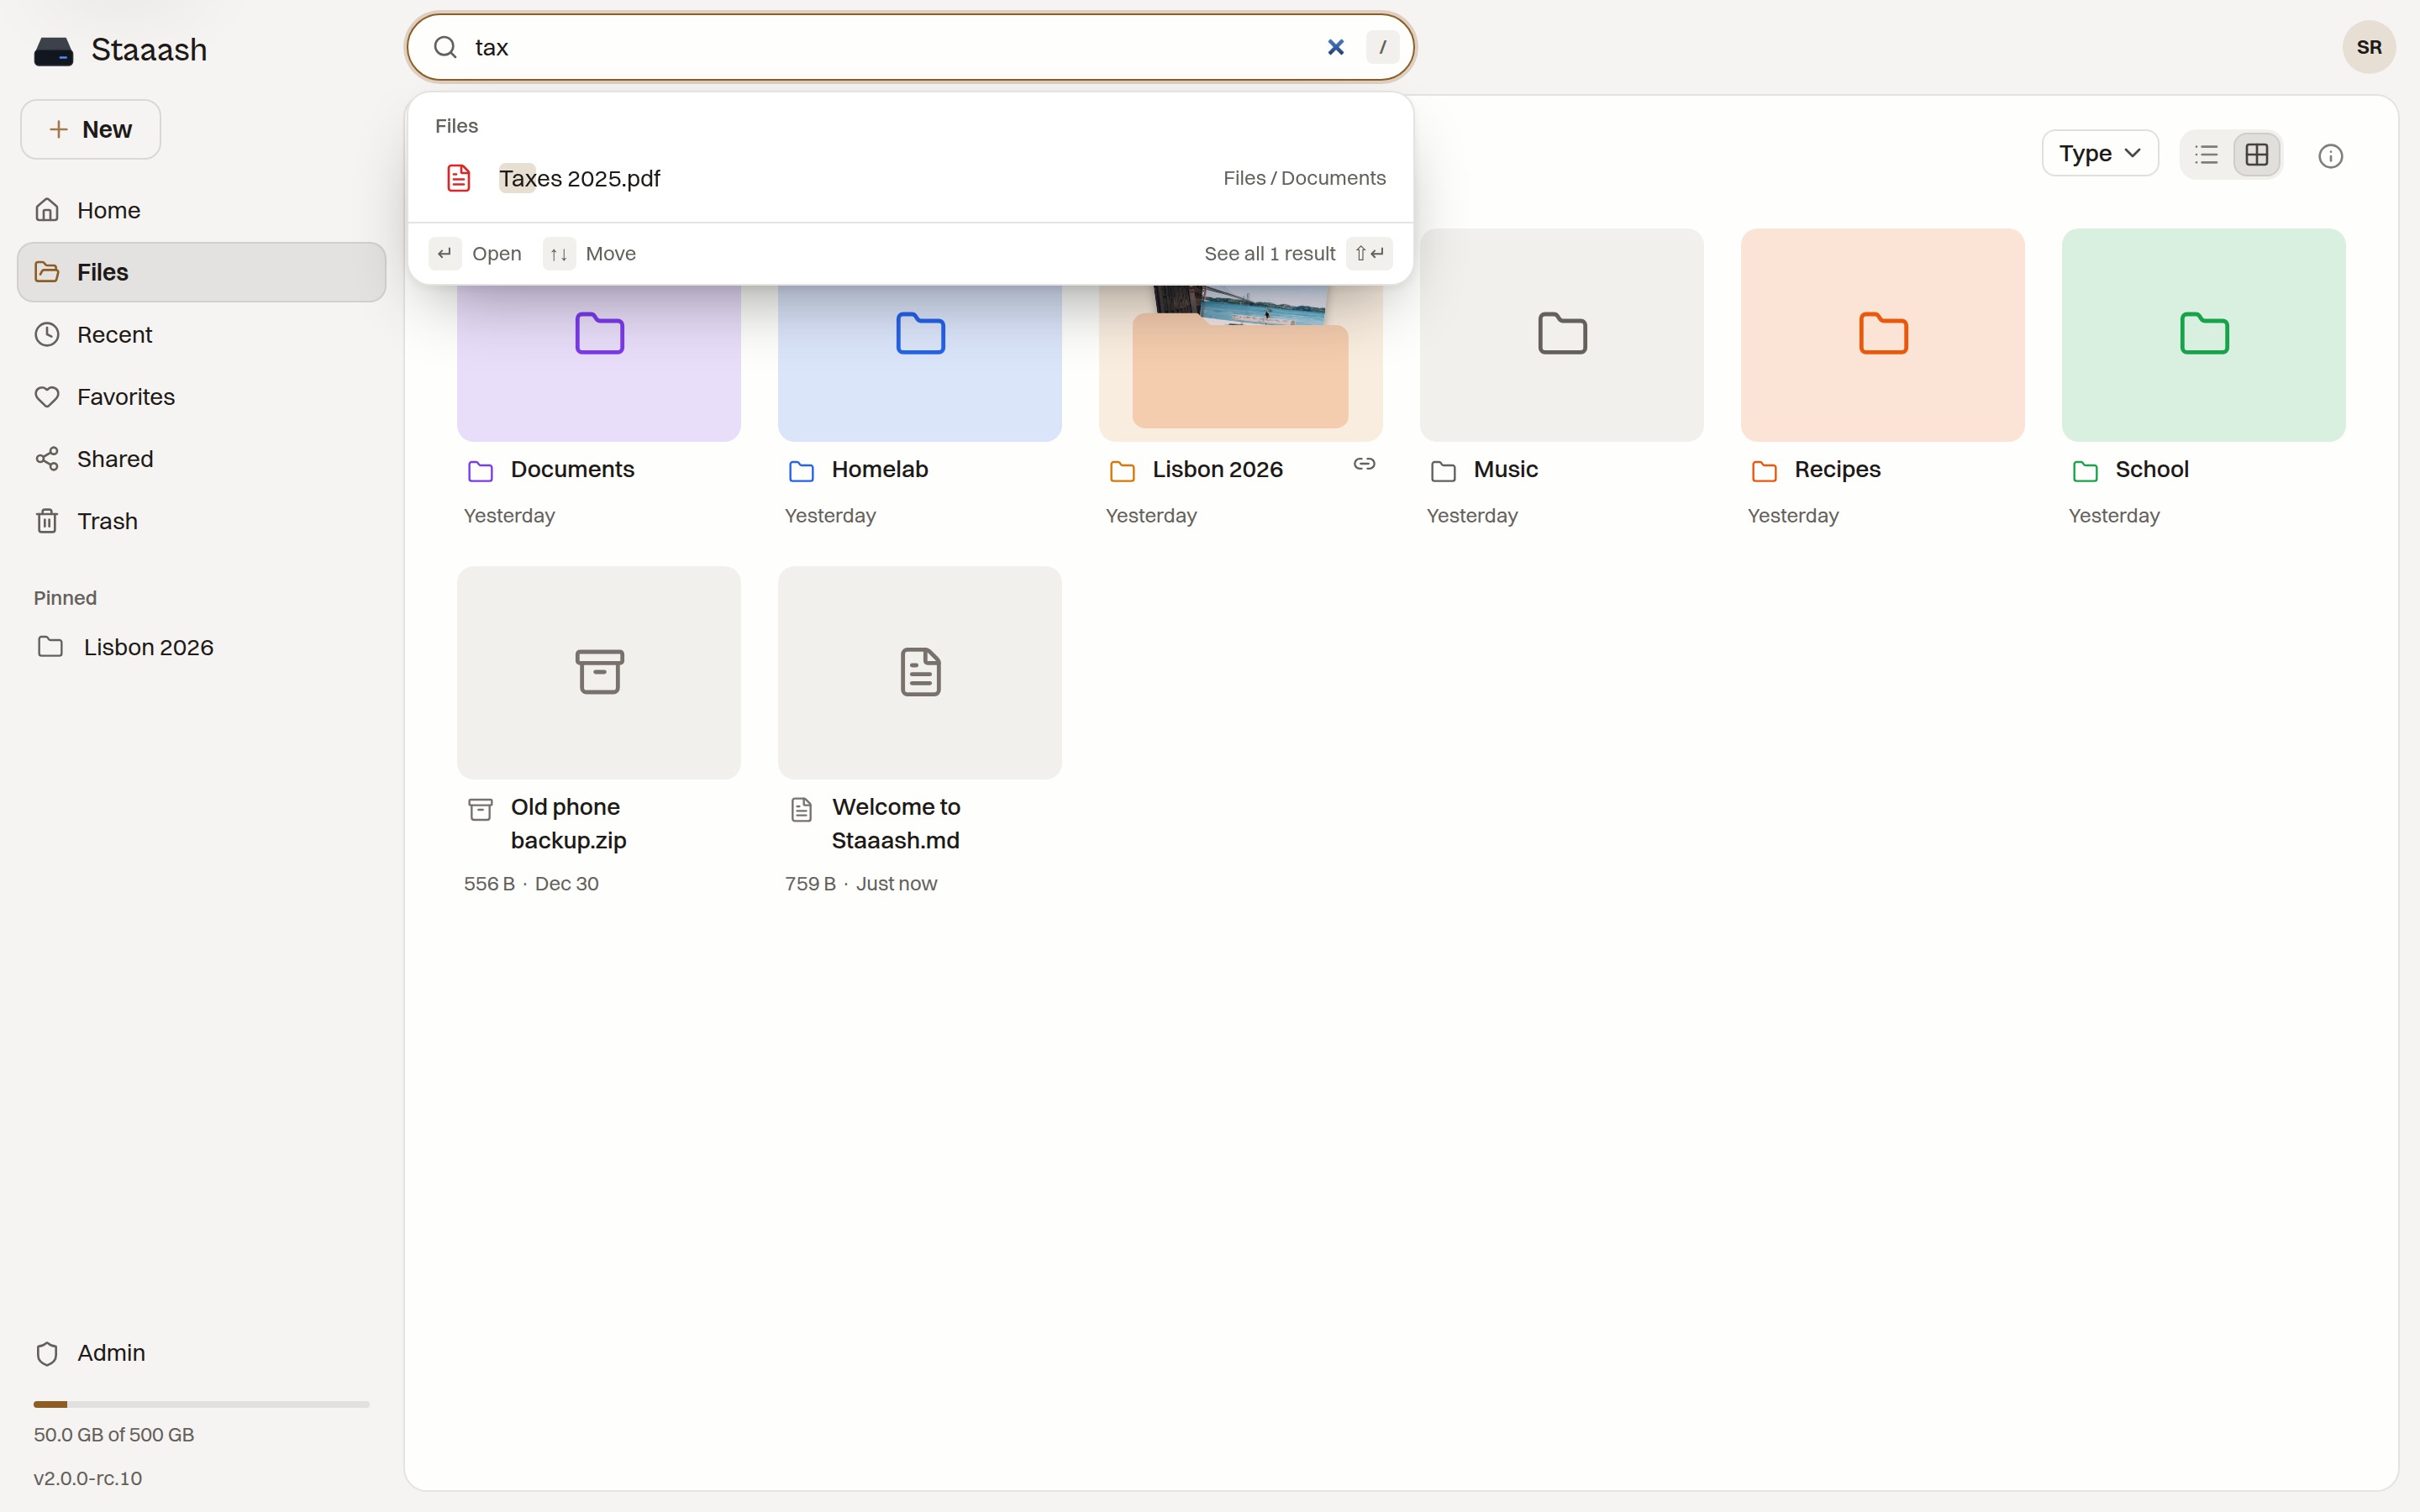 Staaash
tax
/
SR
New
Files
Taxes 2025.pdf
Files / Documents
Type
Home
↵ Open ↑↓ Move
See all 1 result ⇧↵
Files
Recent
Favorites
Shared
Trash
Documents
Homelab
Lisbon 2026
Music
Recipes
School
Yesterday
Yesterday
Yesterday
Yesterday
Yesterday
Yesterday
Pinned
Lisbon 2026
Old phone
backup.zip
556 B · Dec 30
Welcome to
Staaash.md
759 B · Just now
Admin
50.0 GB of 500 GB
v2.0.0-rc.10